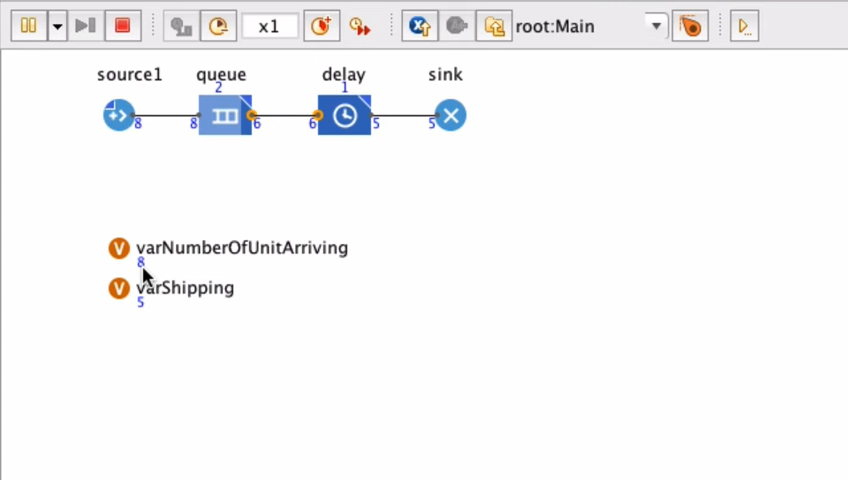 x1 root:Main
source1 queue delay sink
2 1
8 8 6 6 5 5
V varNumberOfUnitArriving
8
V varShipping
5